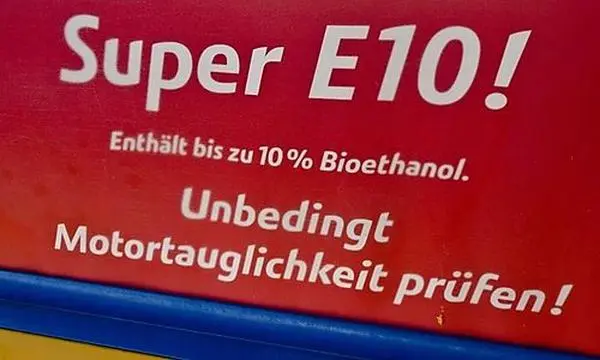 Super E10!
Enthält bis zu 10% Bioethanol.
Unbedingt
Motortauglichkeit prüfen!